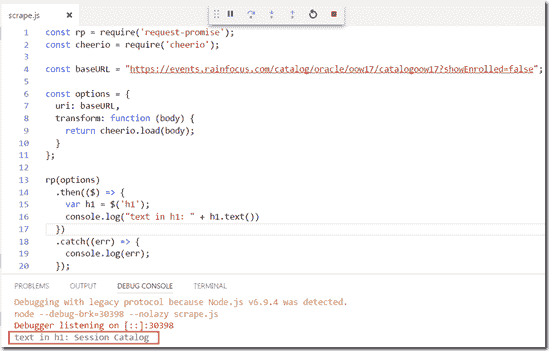 scrape.js
1 const rp = require('request-promise');
2 const cheerio = require('cheerio');
3
4 const baseURL = "https://events.rainfocus.com/catalog/oracle/oow17/catalogoow17?showEnrolled=false";
5
6 const options = {
7 uri: baseURL,
8 transform: function (body) {
9 return cheerio.load(body);
10 }
11 };
12
13 rp(options)
14 .then(($) => {
15 var h1 = $('h1');
16 console.log("text in h1: " + h1.text())
17 })
18 .catch((err) => {
19 console.log(err);
20 });
PROBLEMS OUTPUT DEBUG CONSOLE TERMINAL
Debugging with legacy protocol because Node.js v6.9.4 was detected.
node --debug-brk=30398 --nolazy scrape.js
Debugger listening on [::]:30398
text in h1: Session Catalog